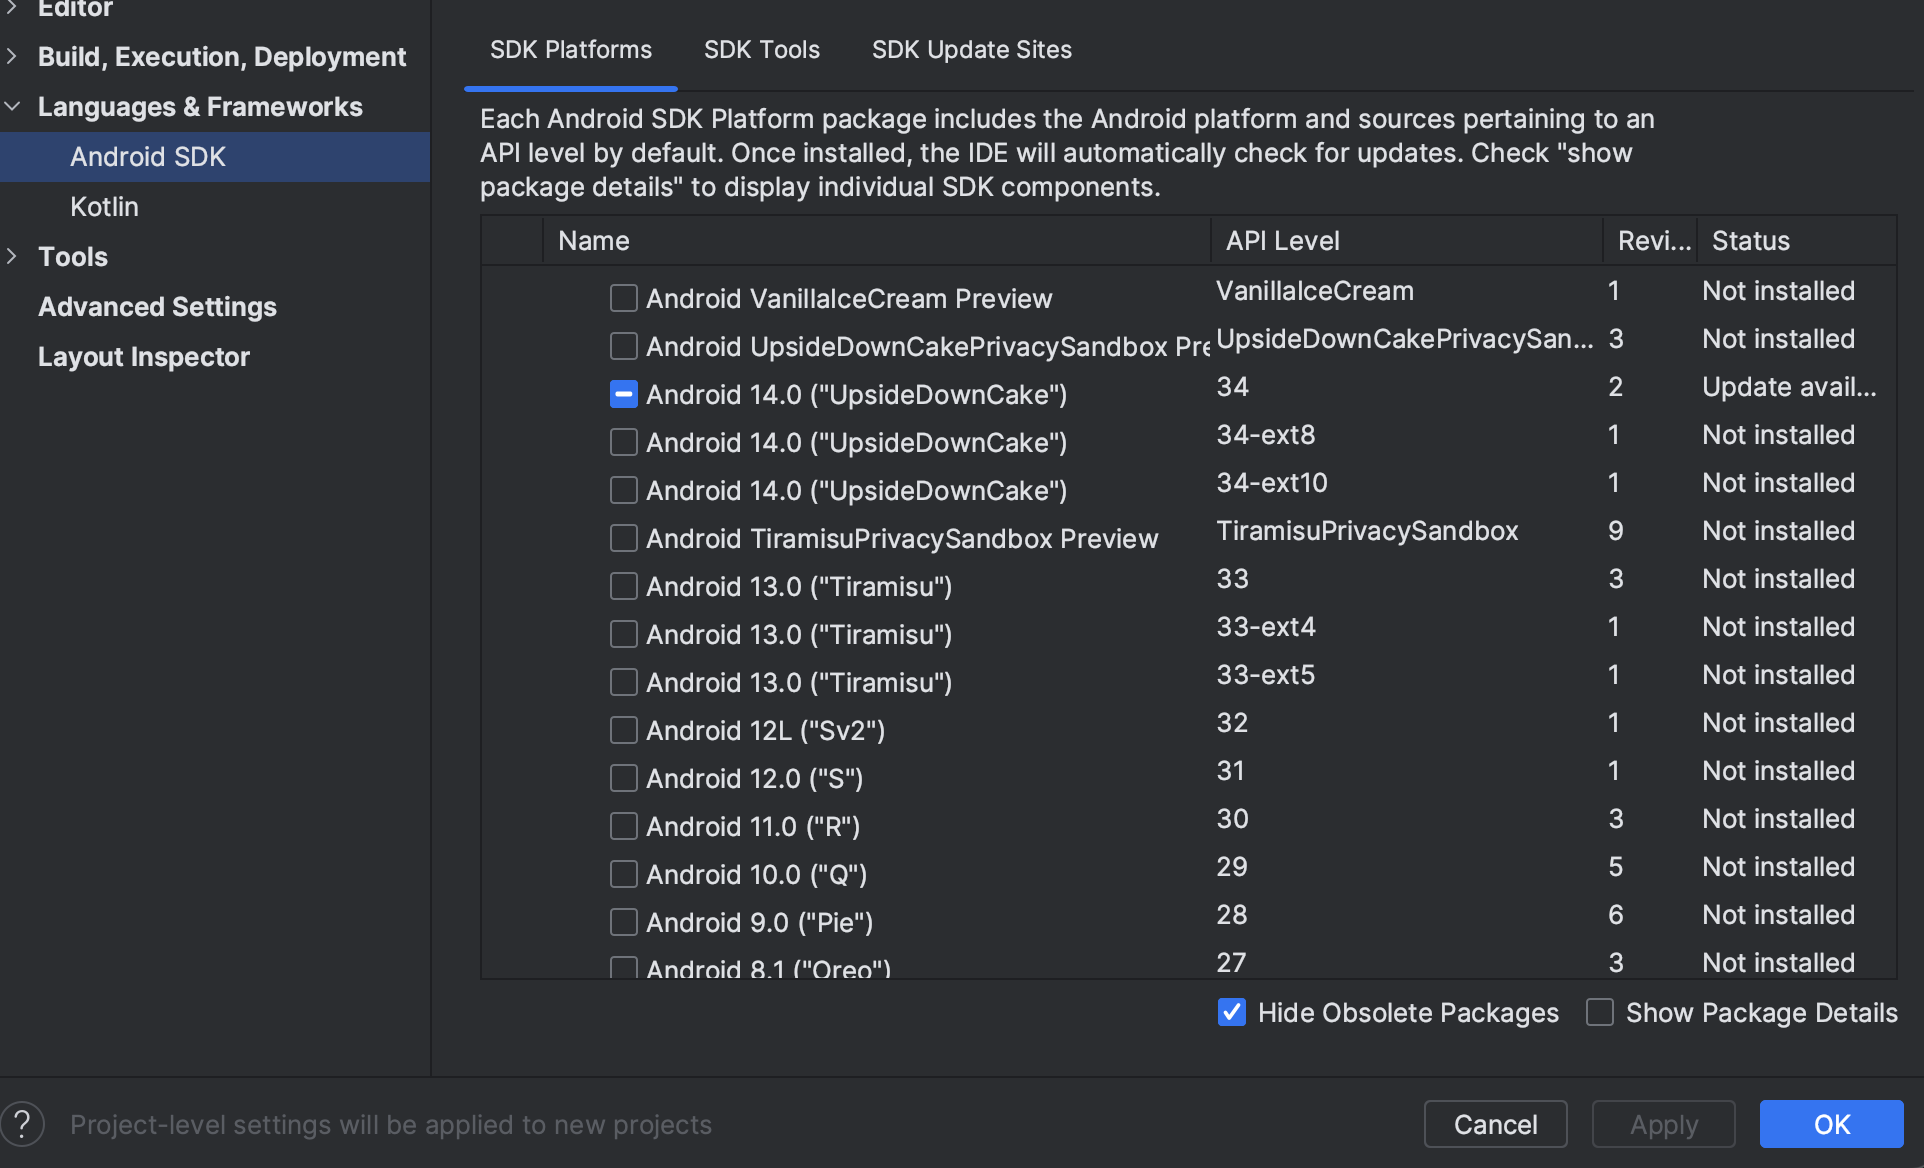 Editor
Build, Execution, Deployment
Languages & Frameworks
Android SDK
Kotlin
Tools
Advanced Settings
Layout Inspector
SDK Platforms SDK Tools SDK Update Sites
Each Android SDK Platform package includes the Android platform and sources pertaining to an
API level by default. Once installed, the IDE will automatically check for updates. Check "show
package details" to display individual SDK components.
Name API Level Revi... Status
Android VanillaIceCream Preview VanillaIceCream 1 Not installed
Android UpsideDownCakePrivacySandbox Pre UpsideDownCakePrivacySan... 3 Not installed
Android 14.0 ("UpsideDownCake") 34 2 Update avail...
Android 14.0 ("UpsideDownCake") 34-ext8 1 Not installed
Android 14.0 ("UpsideDownCake") 34-ext10 1 Not installed
Android TiramisuPrivacySandbox Preview TiramisuPrivacySandbox 9 Not installed
Android 13.0 ("Tiramisu") 33 3 Not installed
Android 13.0 ("Tiramisu") 33-ext4 1 Not installed
Android 13.0 ("Tiramisu") 33-ext5 1 Not installed
Android 12L ("Sv2") 32 1 Not installed
Android 12.0 ("S") 31 1 Not installed
Android 11.0 ("R") 30 3 Not installed
Android 10.0 ("Q") 29 5 Not installed
Android 9.0 ("Pie") 28 6 Not installed
Android 8.1 ("Oreo") 27 3 Not installed
Hide Obsolete Packages Show Package Details
? Project-level settings will be applied to new projects
Cancel Apply OK